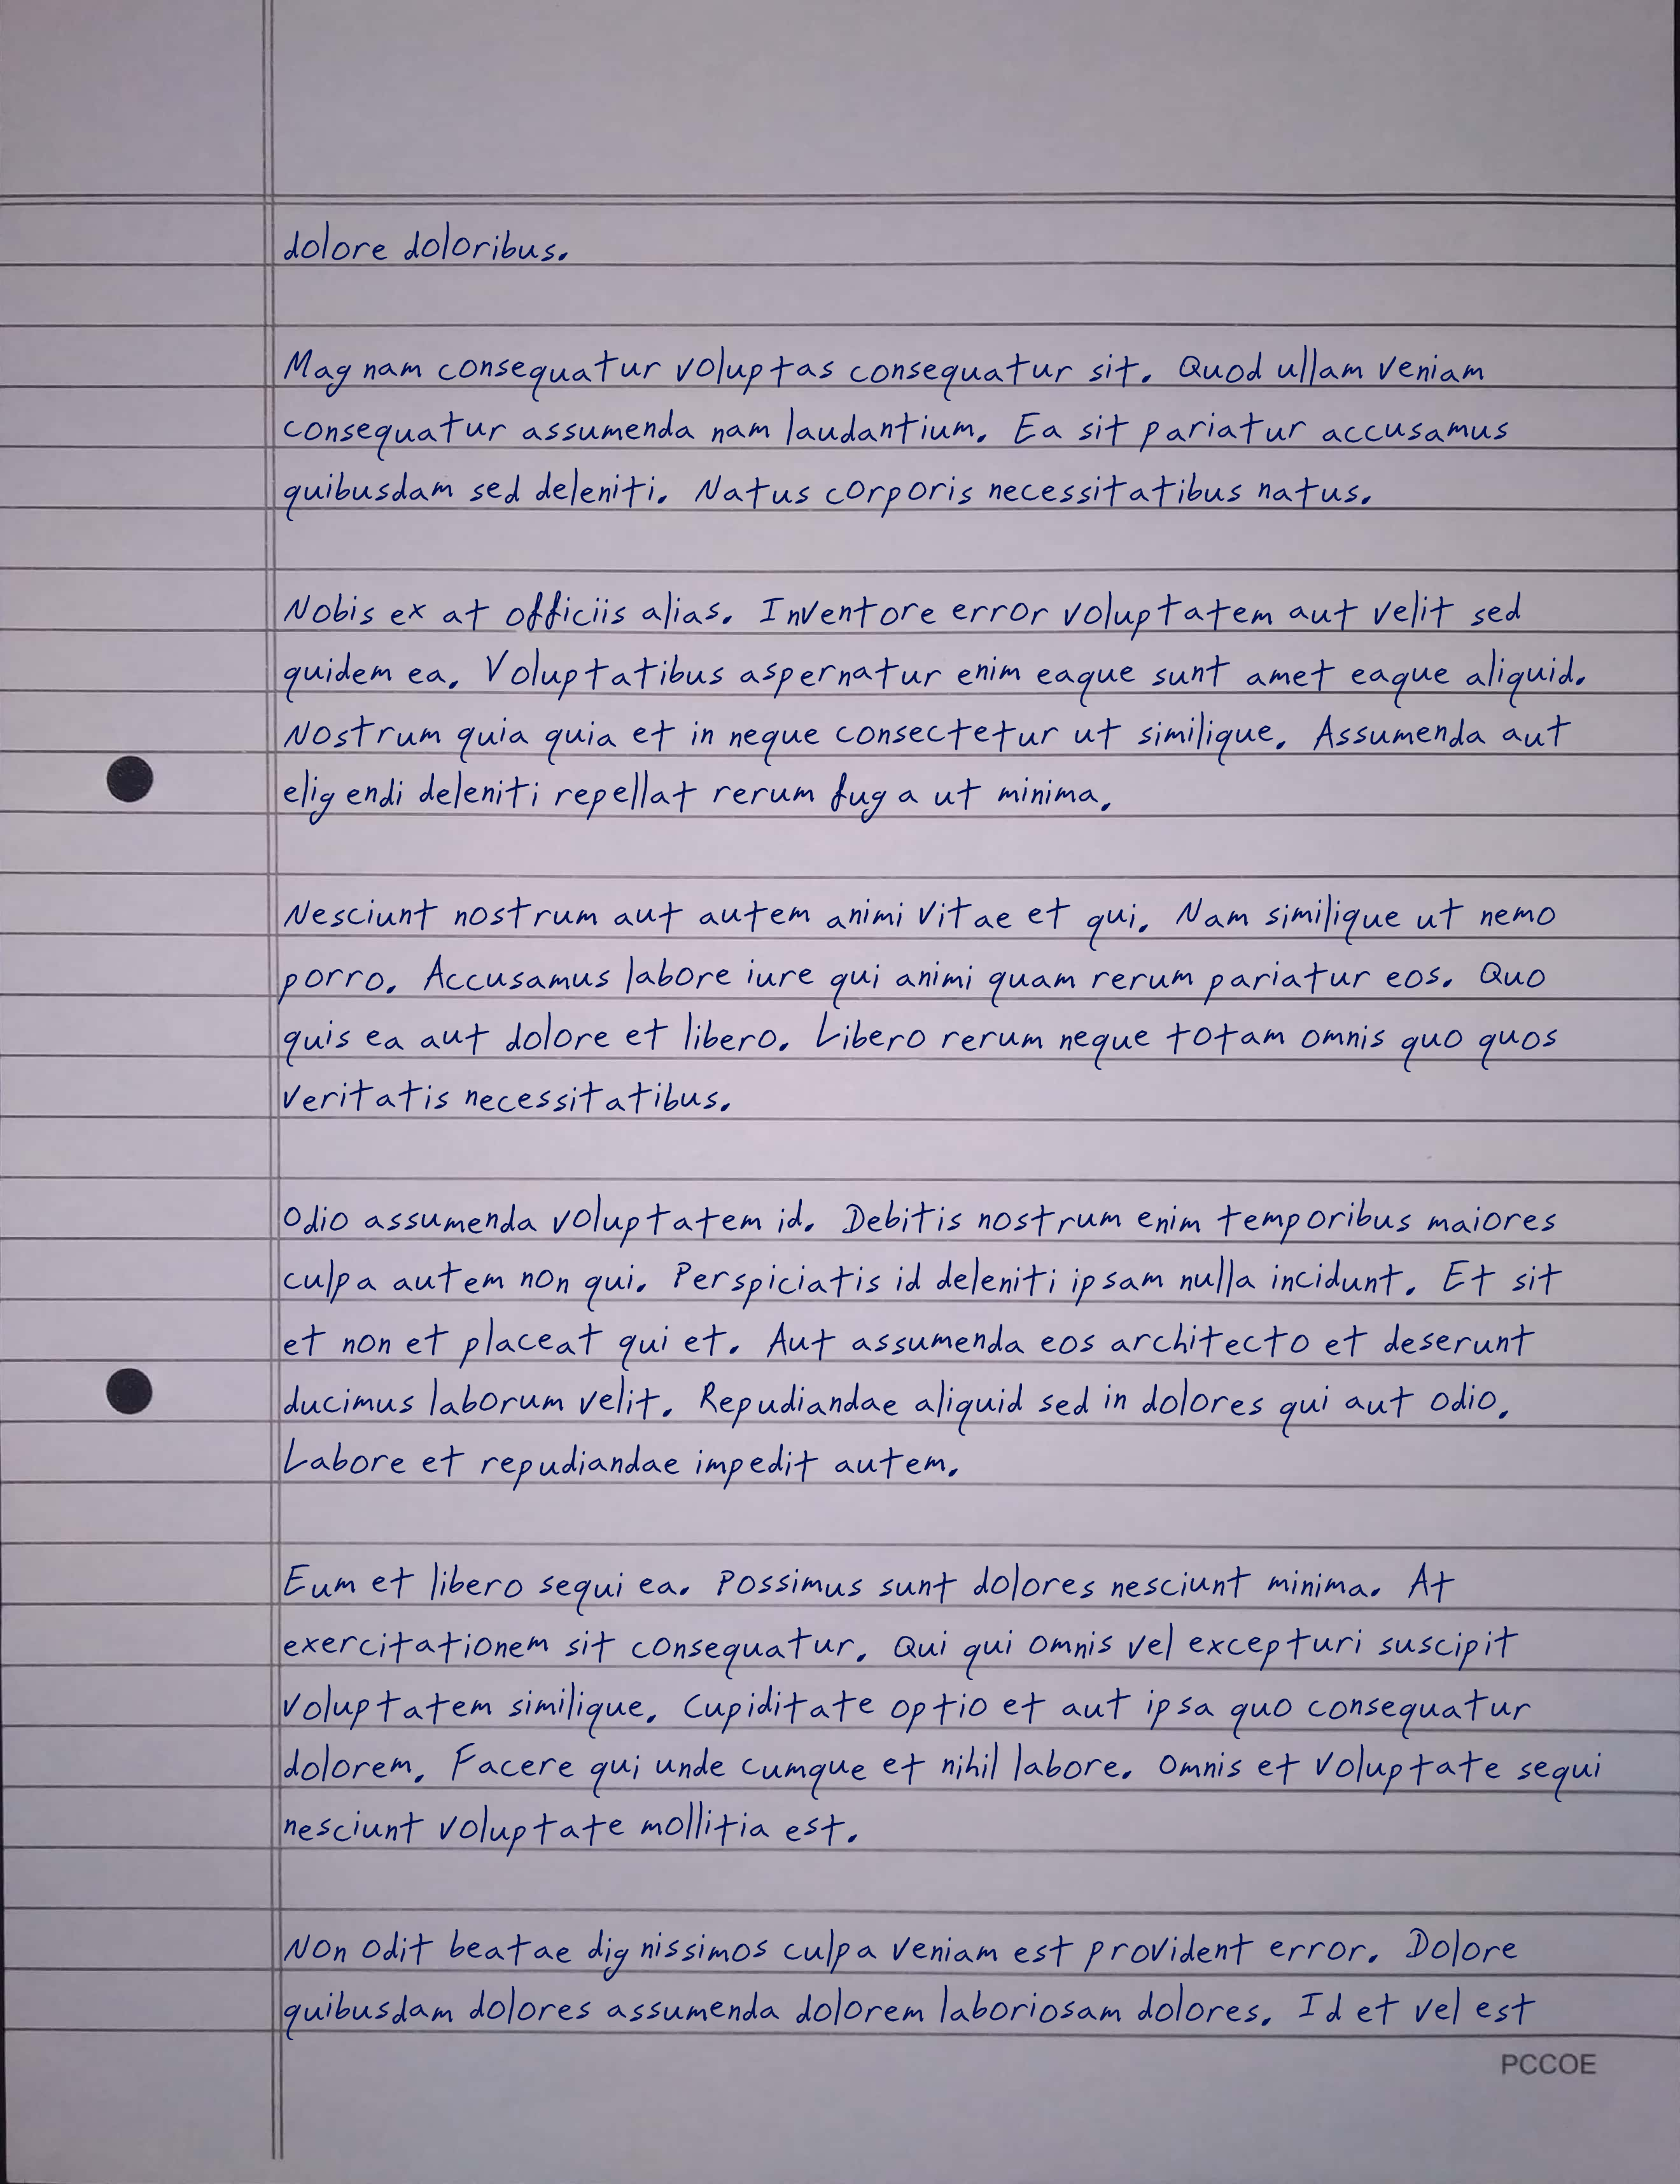 dolore doloribus.
Magnam consequatur voluptas consequatur sit. Quod ullam veniam
consequatur assumenda nam laudantium. Ea sit pariatur accusamus
quibusdam sed deleniti. Natus corporis necessitatibus natus.
Nobis ex at officiis alias. Inventore error voluptatem aut velit sed
quidem ea. Voluptatibus aspernatur enim eaque sunt amet eaque aliquid.
Nostrum quia quia et in neque consectetur ut similique. Assumenda aut
eligendi deleniti repellat rerum fuga ut minima.
Nesciunt nostrum aut autem animi vitae et qui. Nam similique ut nemo
porro. Accusamus labore iure qui animi quam rerum pariatur eos. Quo
quis ea aut dolore et libero. Libero rerum neque totam omnis quo quos
veritatis necessitatibus.
Odio assumenda voluptatem id. Debitis nostrum enim temporibus maiores
culpa autem non qui. Perspiciatis id deleniti ipsam nulla incidunt. Et sit
et non et placeat qui et. Aut assumenda eos architecto et deserunt
ducimus laborum velit. Repudiandae aliquid sed in dolores qui aut odio.
Labore et repudiandae impedit autem.
Eum et libero sequi ea. Possimus sunt dolores nesciunt minima. At
exercitationem sit consequatur. Qui qui omnis vel excepturi suscipit
voluptatem similique. Cupiditate optio et aut ipsa quo consequatur
dolorem. Facere qui unde cumque et nihil labore. Omnis et voluptate sequi
nesciunt voluptate mollitia est.
Non odit beatae dignissimos culpa veniam est provident error. Dolore
quibusdam dolores assumenda dolorem laboriosam dolores. Id et vel est
PCCOE